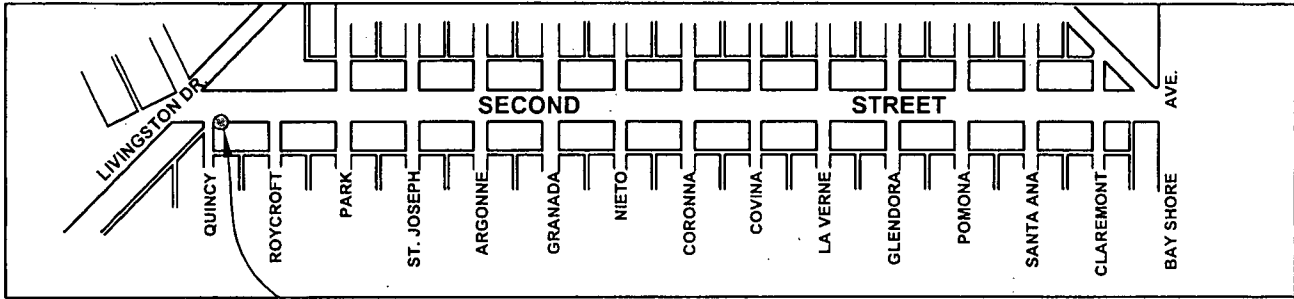 LIVINGSTON DR.
SECOND STREET
QUINCY
ROYCROFT
PARK
ST. JOSEPH
ARGONNE
GRANADA
NIETO
CORONNA
COVINA
LA VERNE
GLENDORA
POMONA
SANTA ANA
CLAREMONT
BAY SHORE AVE.